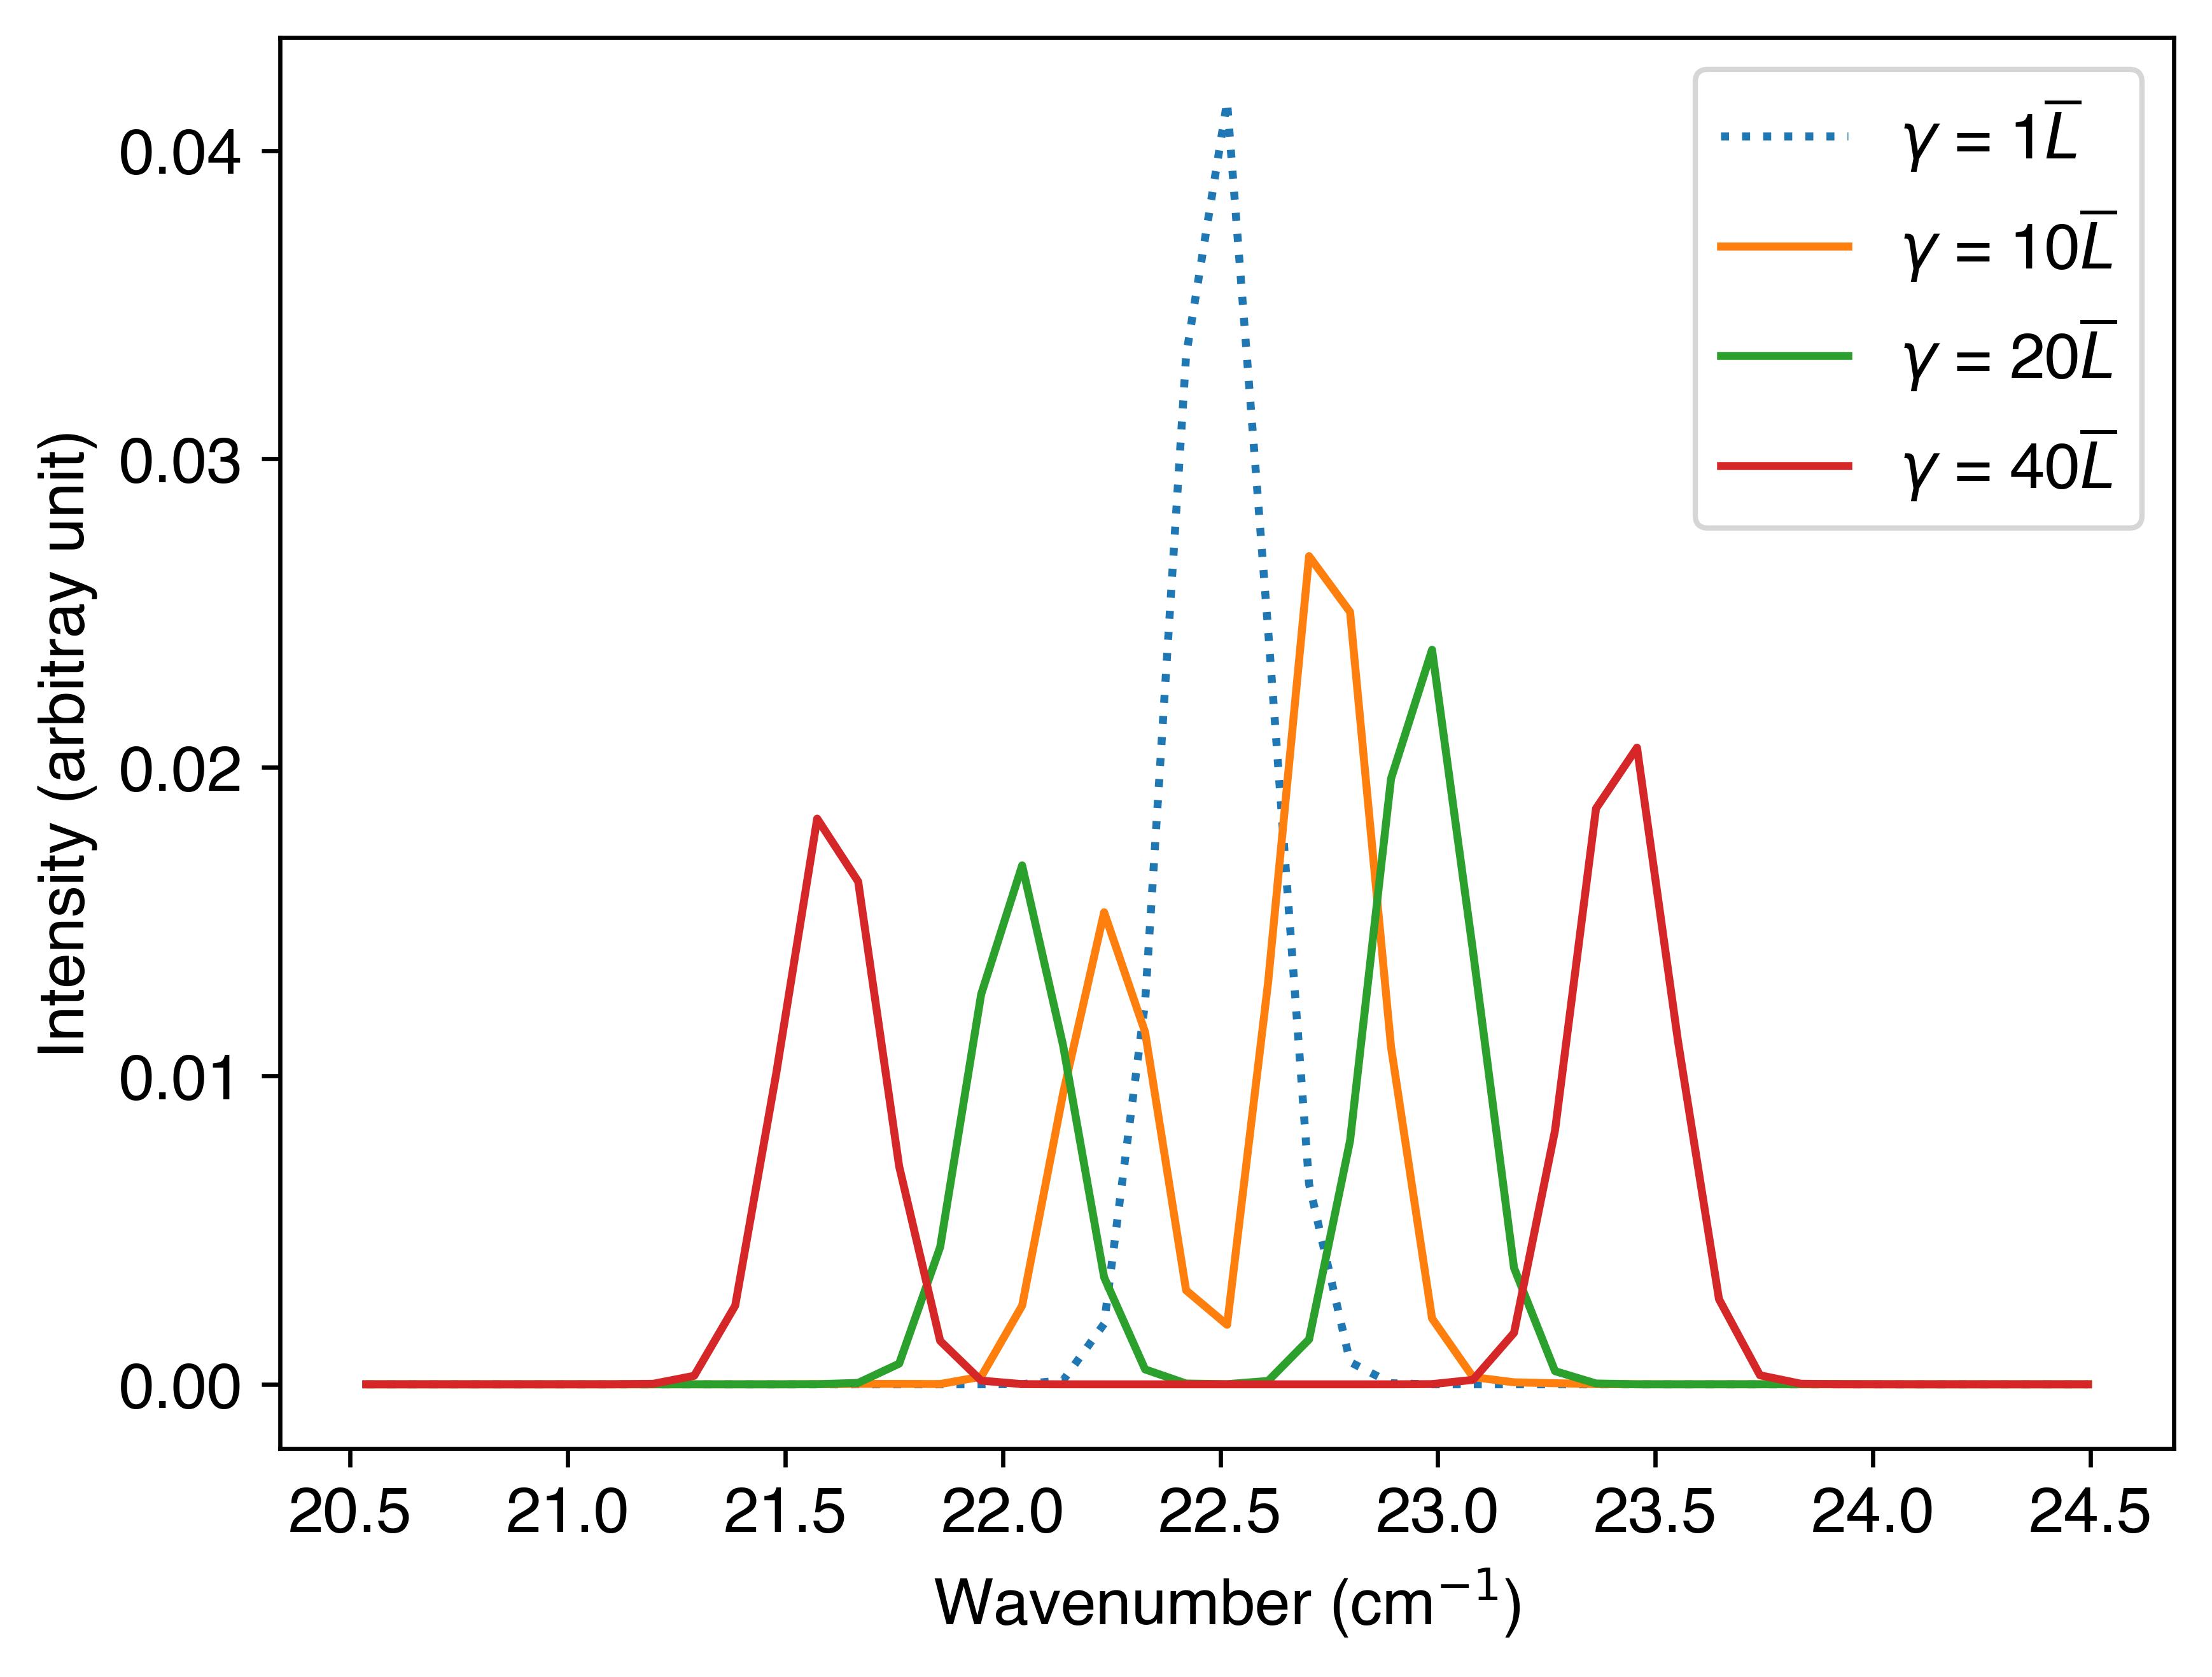 γ = 1L̅
γ = 10L̅
γ = 20L̅
γ = 40L̅
Intensity (arbitray unit)
0.04
0.03
0.02
0.01
0.00
20.5 21.0 21.5 22.0 22.5 23.0 23.5 24.0 24.5
Wavenumber (cm⁻¹)